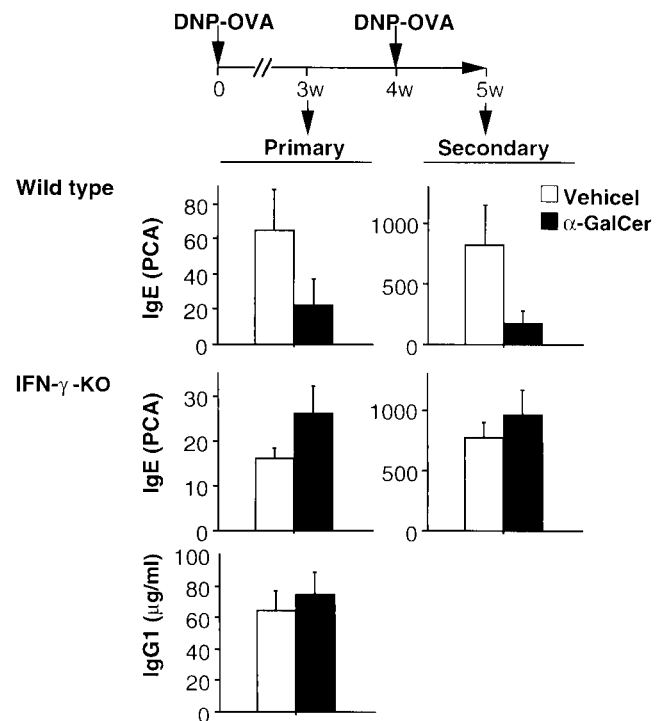 DNP-OVA DNP-OVA
0 3w 4w 5w
Primary Secondary
Wild type
Vehicel
α-GalCer
IgE (PCA)
80
60
40
20
0
1000
500
0
IFN-γ-KO
IgE (PCA)
30
20
10
0
1000
500
0
IgG1 (μg/ml)
100
80
60
40
20
0